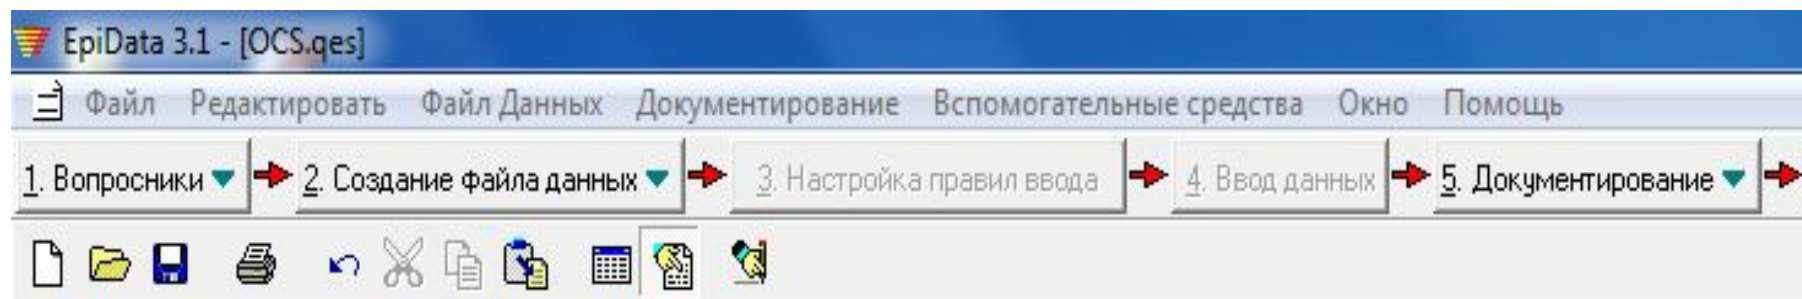 EpiData 3.1 - [OCS.qes]
Файл Редактировать Файл Данных Документирование Вспомогательные средства Окно Помощь
1. Вопросники 2. Создание файла данных 3. Настройка правил ввода 4. Ввод данных 5. Документирование